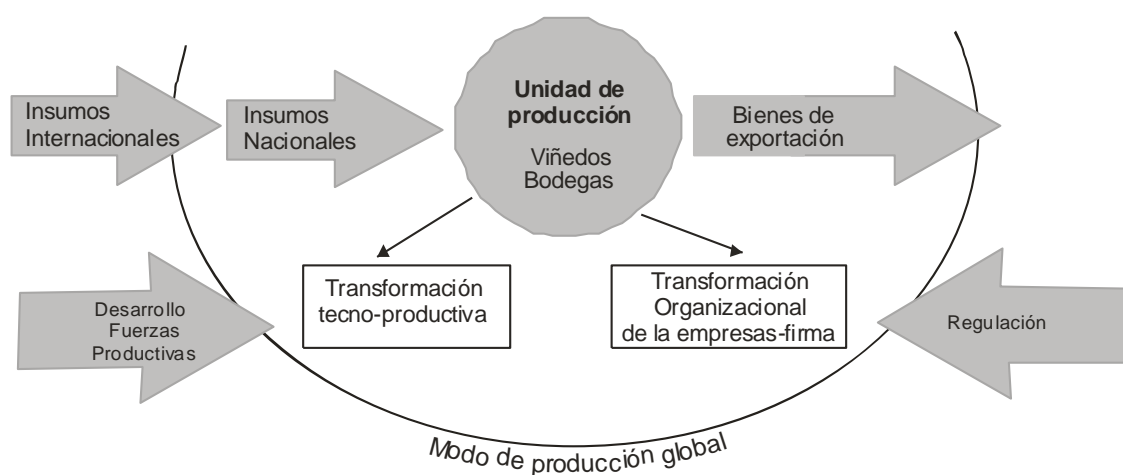 Insumos
Internacionales
Insumos
Nacionales
Unidad de
producción
Viñedos
Bodegas
Bienes de
exportación
Transformación
tecno-productiva
Transformación
Organizacional
de la empresas-firma
Desarrollo
Fuerzas
Productivas
Regulación
Modo de producción global